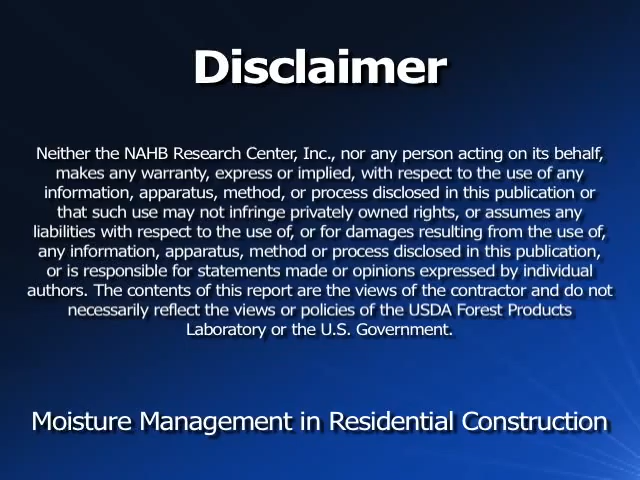 Disclaimer
Neither the NAHB Research Center, Inc., nor any person acting on its behalf,
makes any warranty, express or implied, with respect to the use of any
information, apparatus, method, or process disclosed in this publication or
that such use may not infringe privately owned rights, or assumes any
liabilities with respect to the use of, or for damages resulting from the use of,
any information, apparatus, method or process disclosed in this publication,
or is responsible for statements made or opinions expressed by individual
authors. The contents of this report are the views of the contractor and do not
necessarily reflect the views or policies of the USDA Forest Products
Laboratory or the U.S. Government.
Moisture Management in Residential Construction